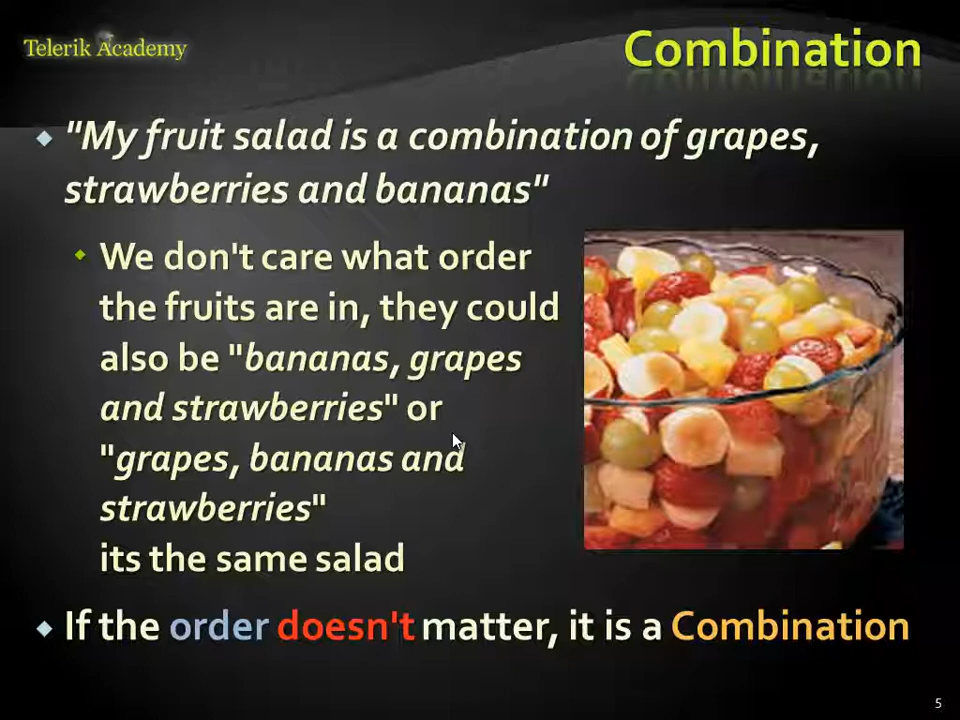 Telerik Academy
Combination
"My fruit salad is a combination of grapes,
strawberries and bananas"
We don't care what order
the fruits are in, they could
also be "bananas, grapes
and strawberries" or
"grapes, bananas and
strawberries"
its the same salad
If the order doesn't matter, it is a Combination
5